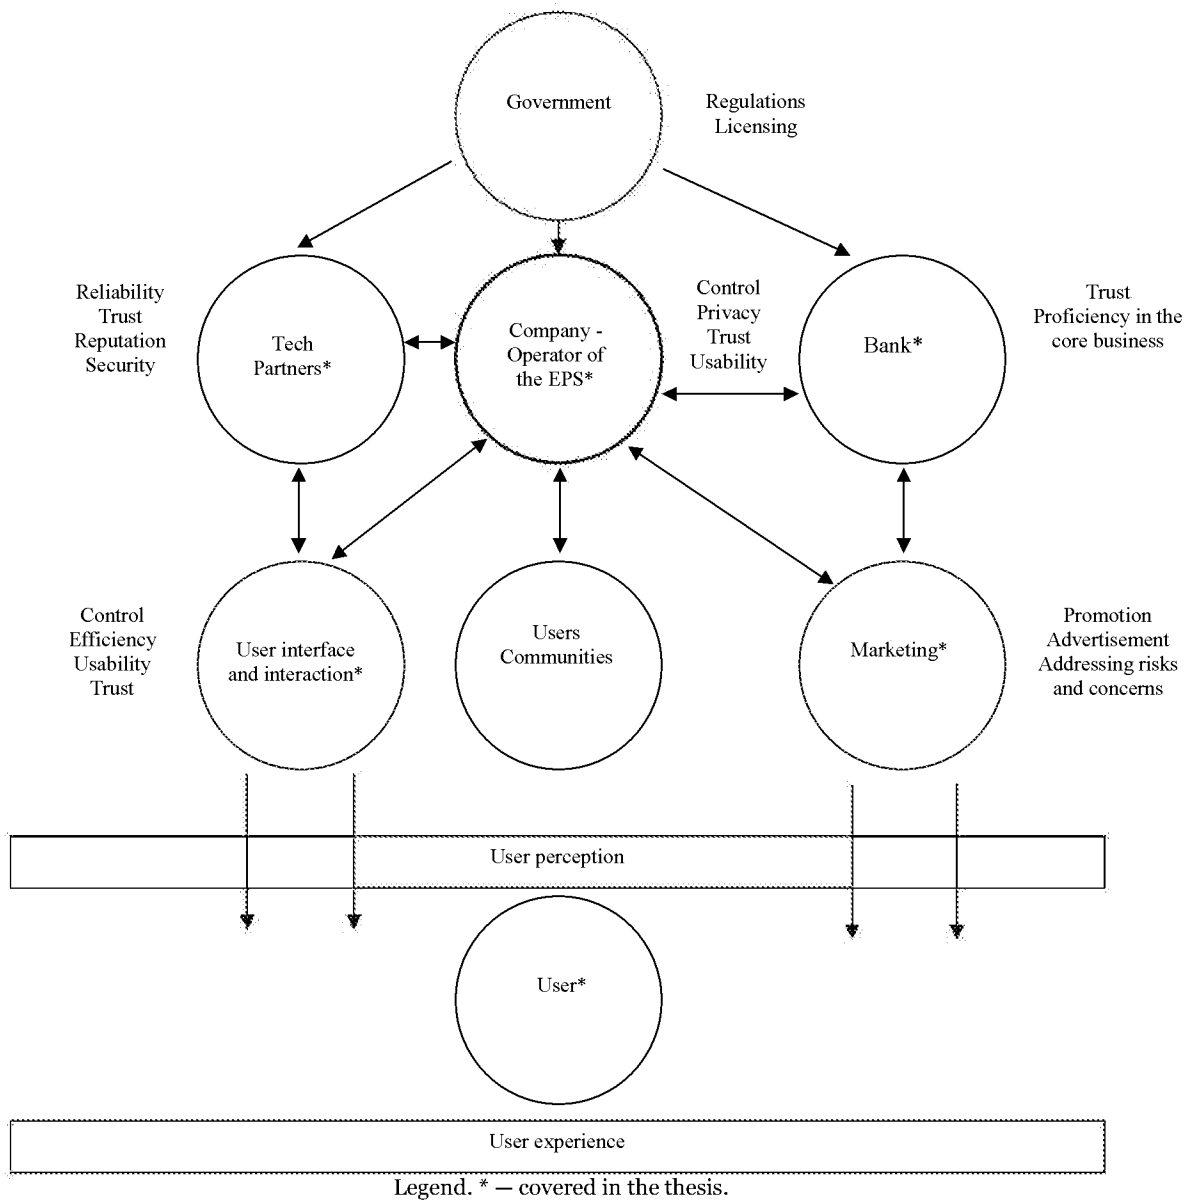 Government
Regulations
Licensing
Reliability
Trust
Reputation
Security
Tech
Partners*
Company -
Operator of
the EPS*
Control
Privacy
Trust
Usability
Bank*
Trust
Proficiency in the
core business
Control
Efficiency
Usability
Trust
User interface
and interaction*
Users
Communities
Marketing*
Promotion
Advertisement
Addressing risks
and concerns
User perception
User*
User experience
Legend. * — covered in the thesis.